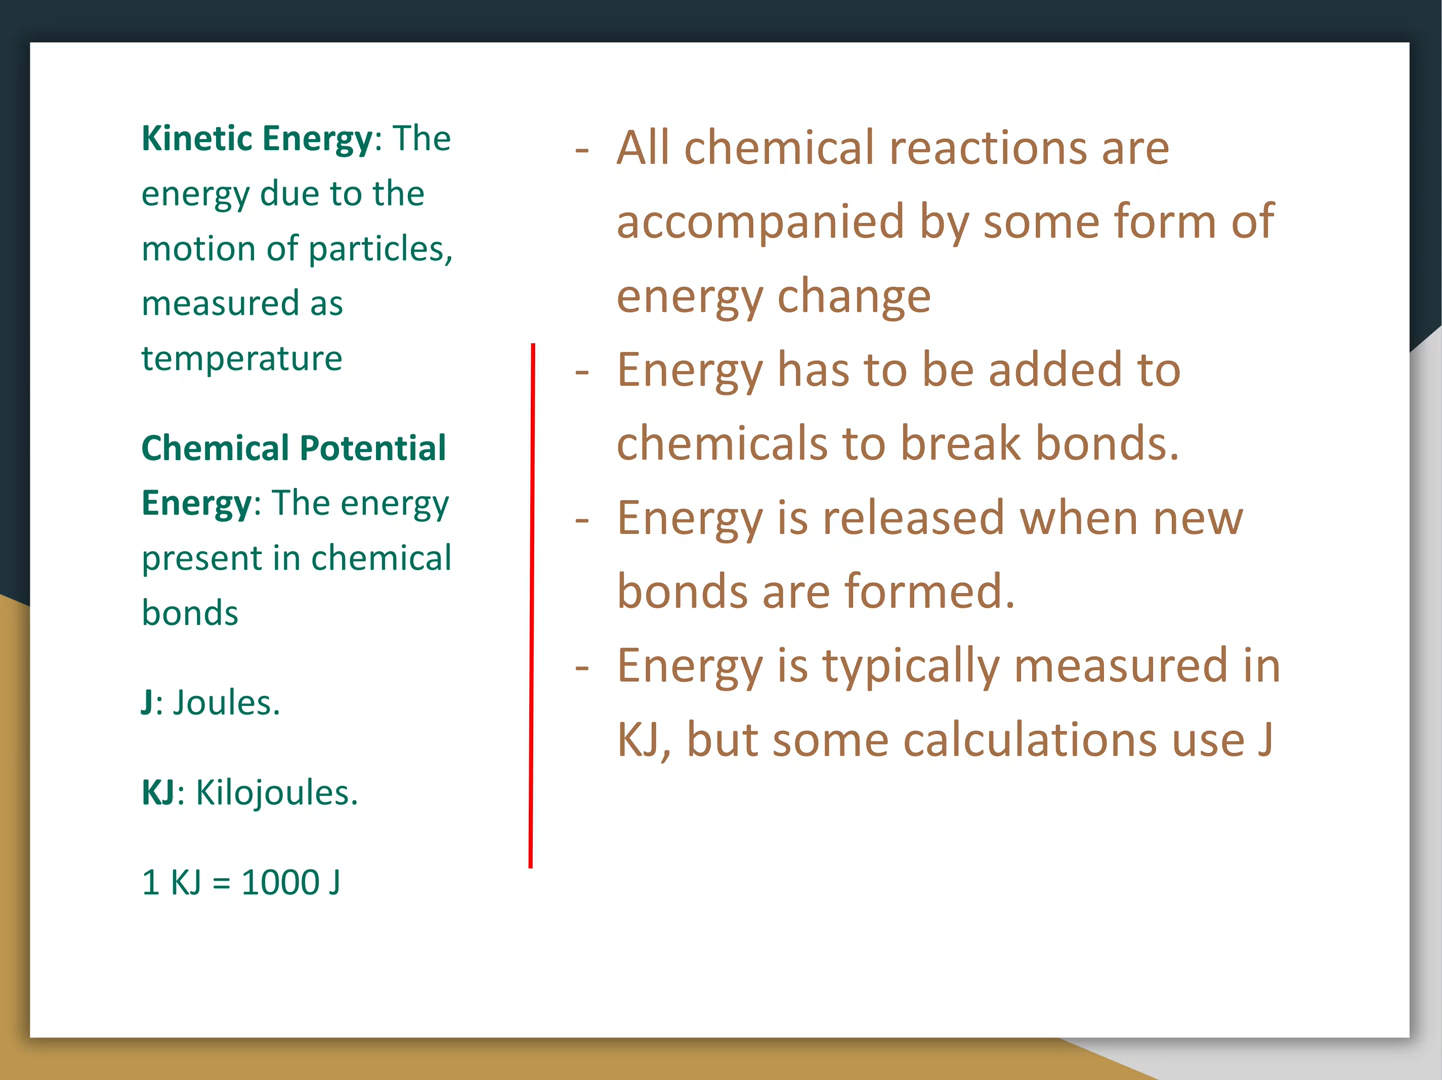 Kinetic Energy: The
energy due to the
motion of particles,
measured as
temperature
Chemical Potential
Energy: The energy
present in chemical
bonds
J: Joules.
KJ: Kilojoules.
1 KJ = 1000 J
- All chemical reactions are
accompanied by some form of
energy change
- Energy has to be added to
chemicals to break bonds.
- Energy is released when new
bonds are formed.
- Energy is typically measured in
KJ, but some calculations use J